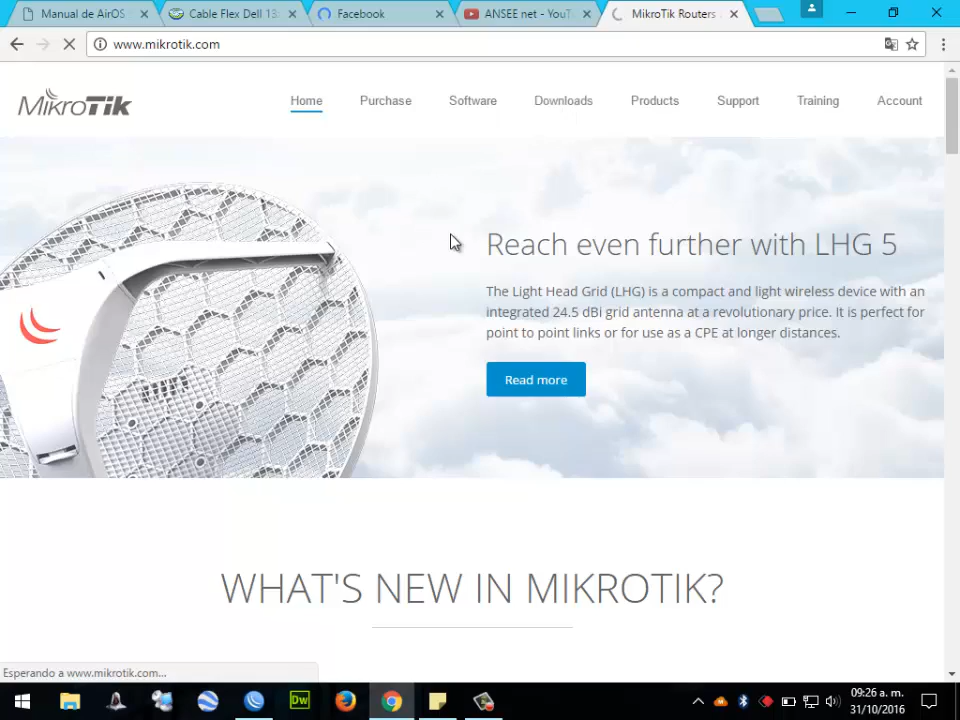 Manual de AirOS
Cable Flex Dell 13
Facebook
ANSEE net - YouT
MikroTik Routers
www.mikrotik.com
MikroTik
Home
Purchase
Software
Downloads
Products
Support
Training
Account
Reach even further with LHG 5
The Light Head Grid (LHG) is a compact and light wireless device with an
integrated 24.5 dBi grid antenna at a revolutionary price. It is perfect for
point to point links or for use as a CPE at longer distances.
Read more
WHAT'S NEW IN MIKROTIK?
Esperando a www.mikrotik.com...
Dw
09:26 a. m.
31/10/2016